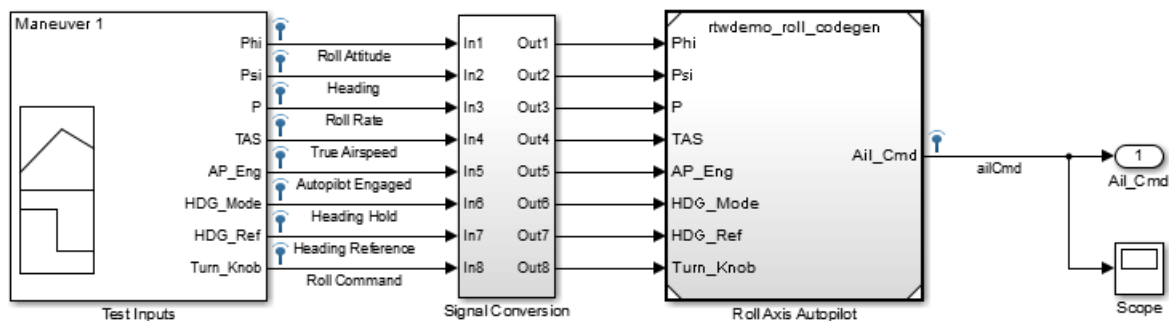 Maneuver 1
Phi
Psi
P
TAS
AP_Eng
HDG_Mode
HDG_Ref
Turn_Knob
Test Inputs
Roll Attitude
Heading
Roll Rate
True Airspeed
Autopilot Engaged
Heading Hold
Heading Reference
Roll Command
In1 Out1
In2 Out2
In3 Out3
In4 Out4
In5 Out5
In6 Out6
In7 Out7
In8 Out8
Signal Conversion
rtwdemo_roll_codegen
Phi
Psi
P
TAS
AP_Eng
HDG_Mode
HDG_Ref
Turn_Knob
Ail_Cmd
Roll Axis Autopilot
ailCmd
1
Ail_Cmd
Scope